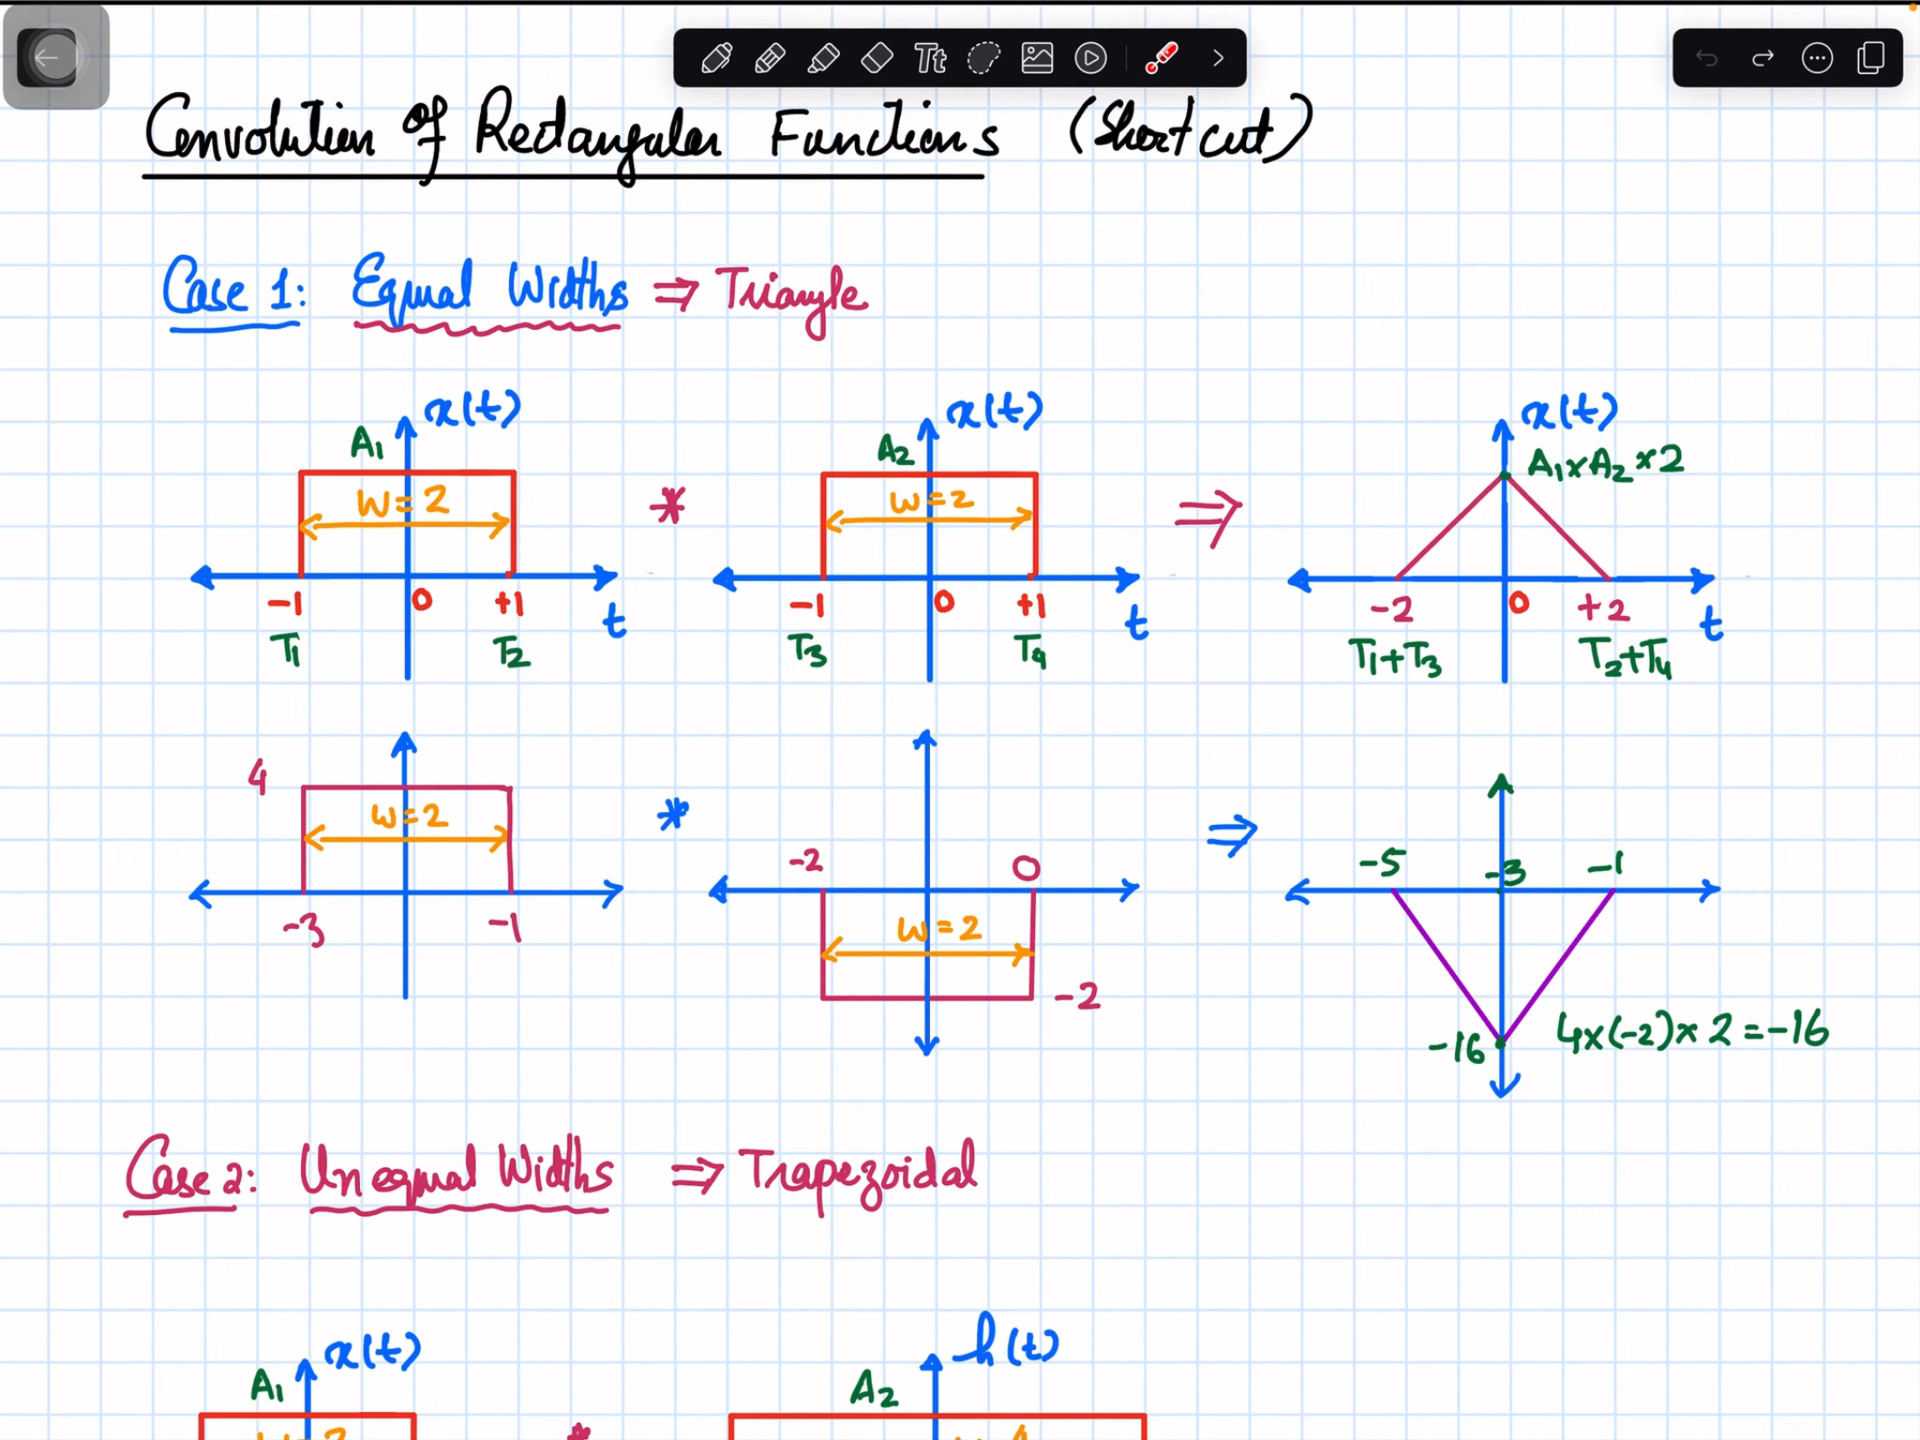 Tt
Convolution of Rectangular Functions (Shortcut)
Case 1: Equal Widths ⇒ Triangle
A1 x(t) A2 x(t) x(t)
A1×A2×2
W=2 * W=2 ⇒
-1 0 +1 t -1 0 +1 t -2 0 +2 t
T1 T2 T3 T4 T1+T3 T2+T4
4
W=2 * ⇒
-2 0 -5 -3 -1
-3 -1 W=2
-2 -16 4×(-2)×2=-16
Case 2: Unequal Widths ⇒ Trapezoidal
A1 x(t) A2 h(t)
*